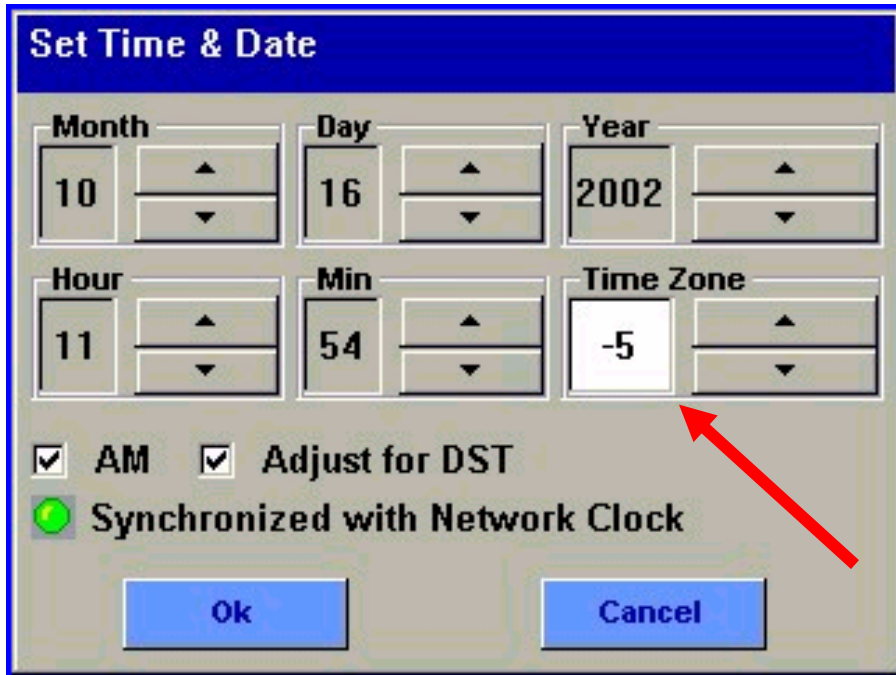 Set Time & Date
Month Day Year
10 16 2002
Hour Min Time Zone
11 54 -5
AM Adjust for DST
Synchronized with Network Clock
Ok Cancel